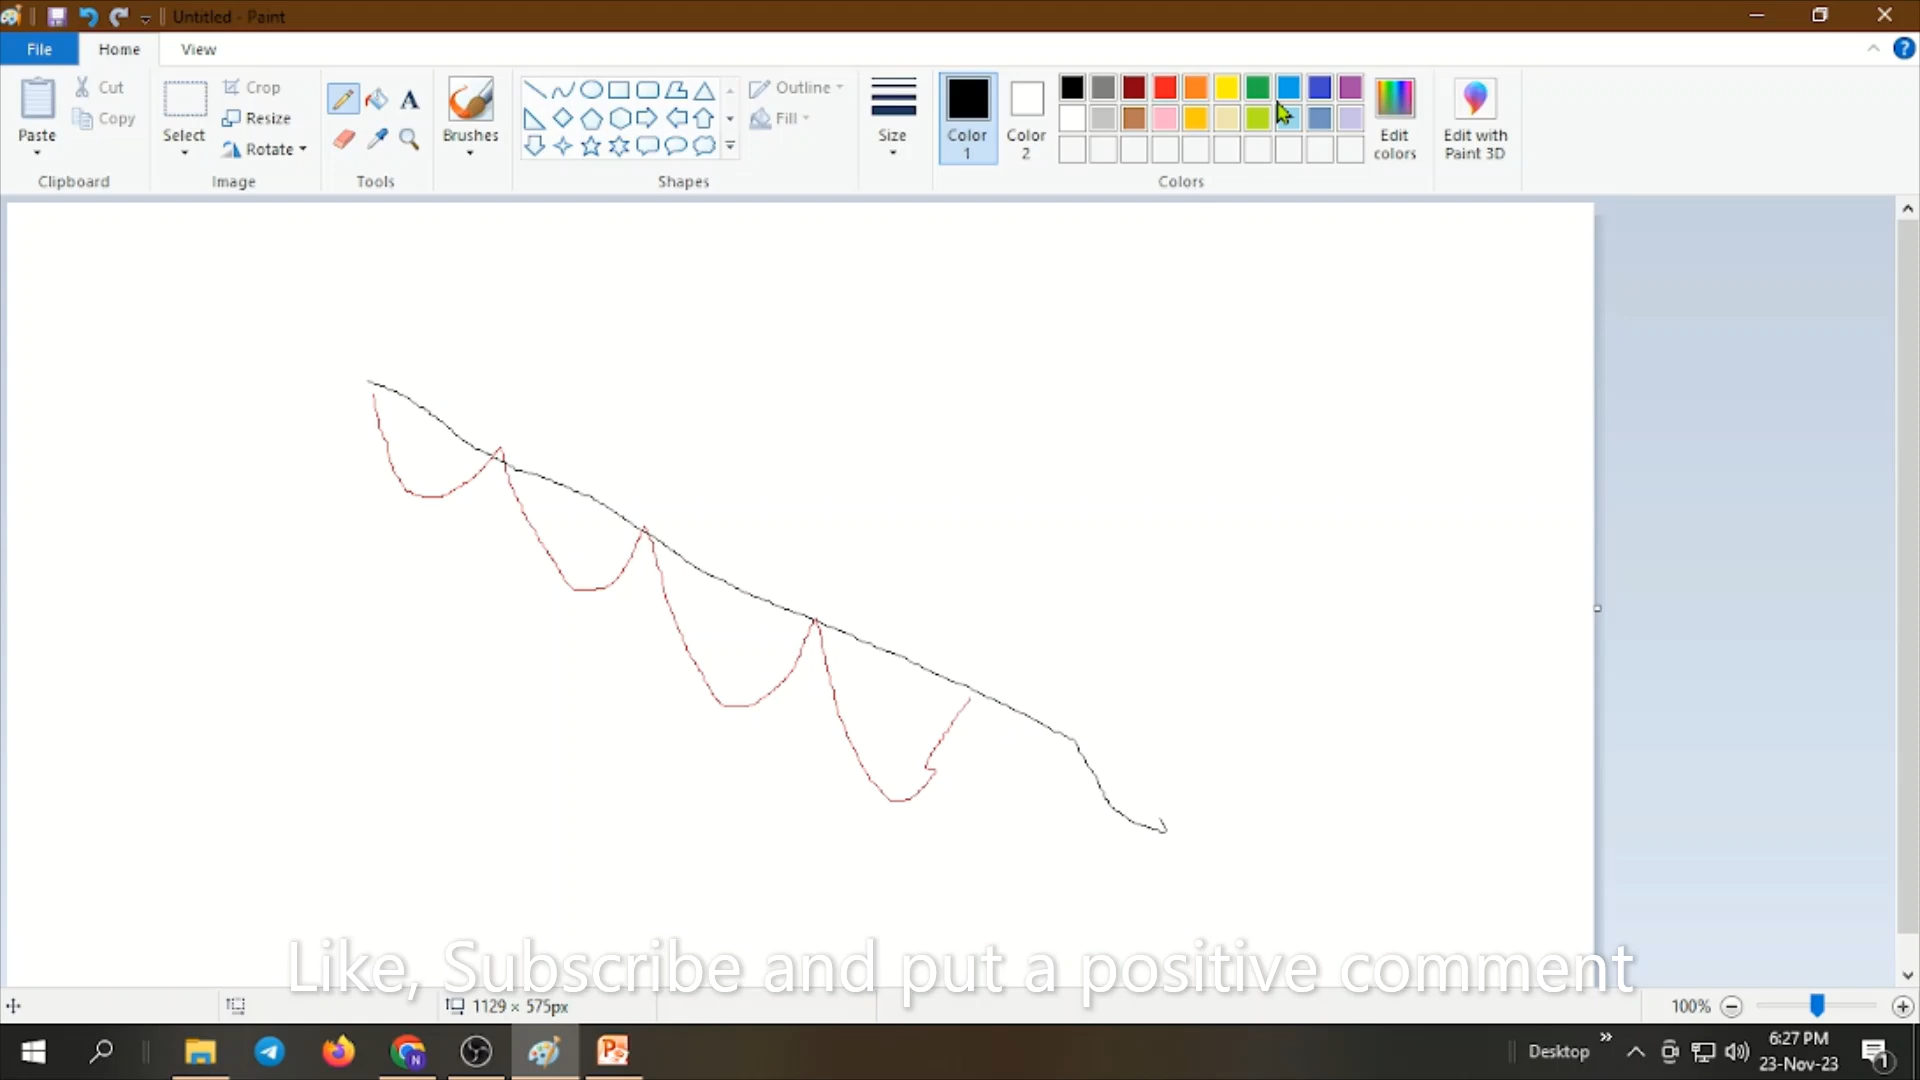 Untitled - Paint
File Home View
Paste
Cut
Copy
Clipboard
Select
Crop
Resize
Rotate
Image
Tools
Brushes
Shapes
Outline
Fill
Size
Color 1
Color 2
Colors
Edit colors
Edit with Paint 3D
Like, Subscribe and put a positive comment
1129 × 575px
100%
Desktop
6:27 PM
23-Nov-23
1